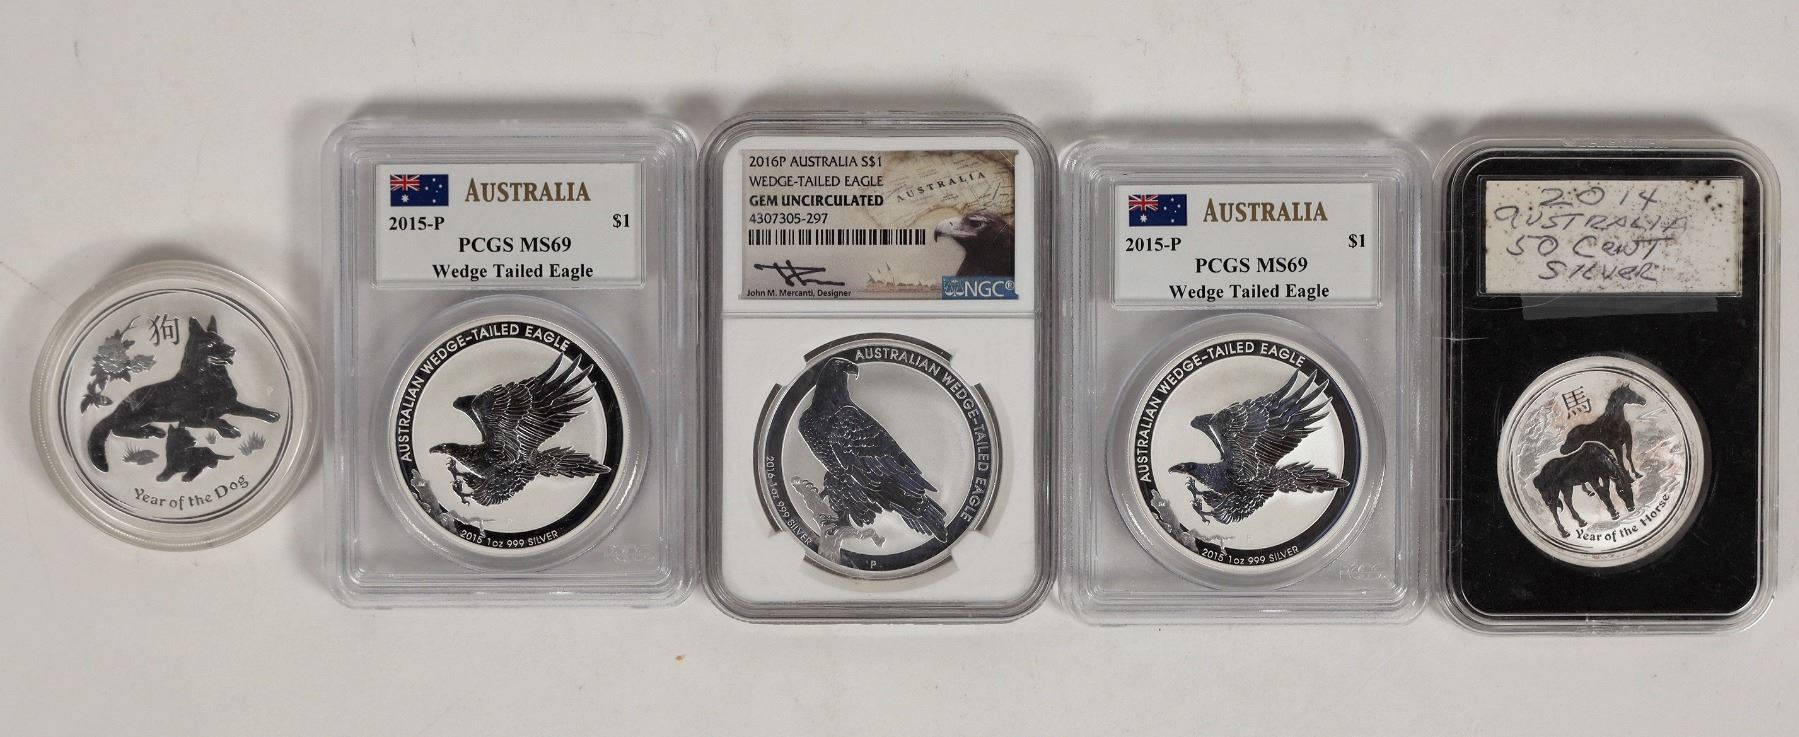 狗
Year of the Dog
AUSTRALIA
2015-P $1
PCGS MS69
Wedge Tailed Eagle
AUSTRALIAN WEDGE-TAILED EAGLE
2015 1oz 999 SILVER
P
2016P AUSTRALIA S$1
WEDGE-TAILED EAGLE
GEM UNCIRCULATED
4307305-297
AUSTRALIA
John M. Mercanti, Designer
NGC®
AUSTRALIAN WEDGE-TAILED EAGLE
2016 1oz 999 SILVER
P
AUSTRALIA
2015-P $1
PCGS MS69
Wedge Tailed Eagle
AUSTRALIAN WEDGE-TAILED EAGLE
2015 1oz 999 SILVER
P
PCGS
2014
AUSTRALIA
50 CENT
SILVER
馬
Year of the Horse